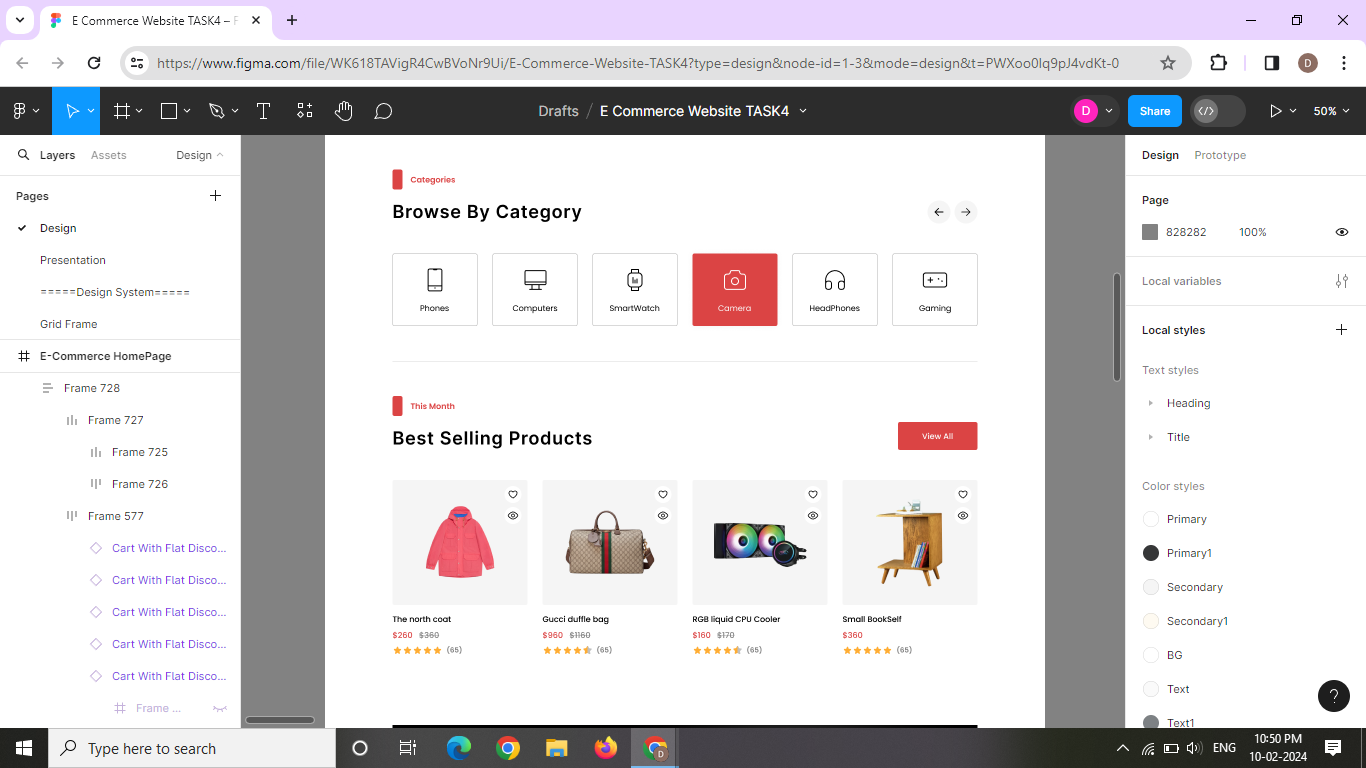 E Commerce Website TASK4 – F
https://www.figma.com/file/WK618TAVigR4CwBVoNr9Ui/E-Commerce-Website-TASK4?type=design&node-id=1-3&mode=design&t=PWXoo0Iq9pJ4vdKt-0
D
Drafts / E Commerce Website TASK4
D
Share
50%
Layers
Assets
Design
Pages
Design
Presentation
=====Design System=====
Grid Frame
E-Commerce HomePage
Frame 728
Frame 727
Frame 725
Frame 726
Frame 577
Cart With Flat Disco...
Cart With Flat Disco...
Cart With Flat Disco...
Cart With Flat Disco...
Cart With Flat Disco...
Frame ...
Categories
Browse By Category
Phones
Computers
SmartWatch
Camera
HeadPhones
Gaming
This Month
Best Selling Products
View All
The north coat
$260 $360
(65)
Gucci duffle bag
$960 $1160
(65)
RGB liquid CPU Cooler
$160 $170
(65)
Small BookSelf
$360
(65)
Design
Prototype
Page
828282
100%
Local variables
Local styles
Text styles
Heading
Title
Color styles
Primary
Primary1
Secondary
Secondary1
BG
Text
Text1
?
Type here to search
D
ENG
10:50 PM
10-02-2024